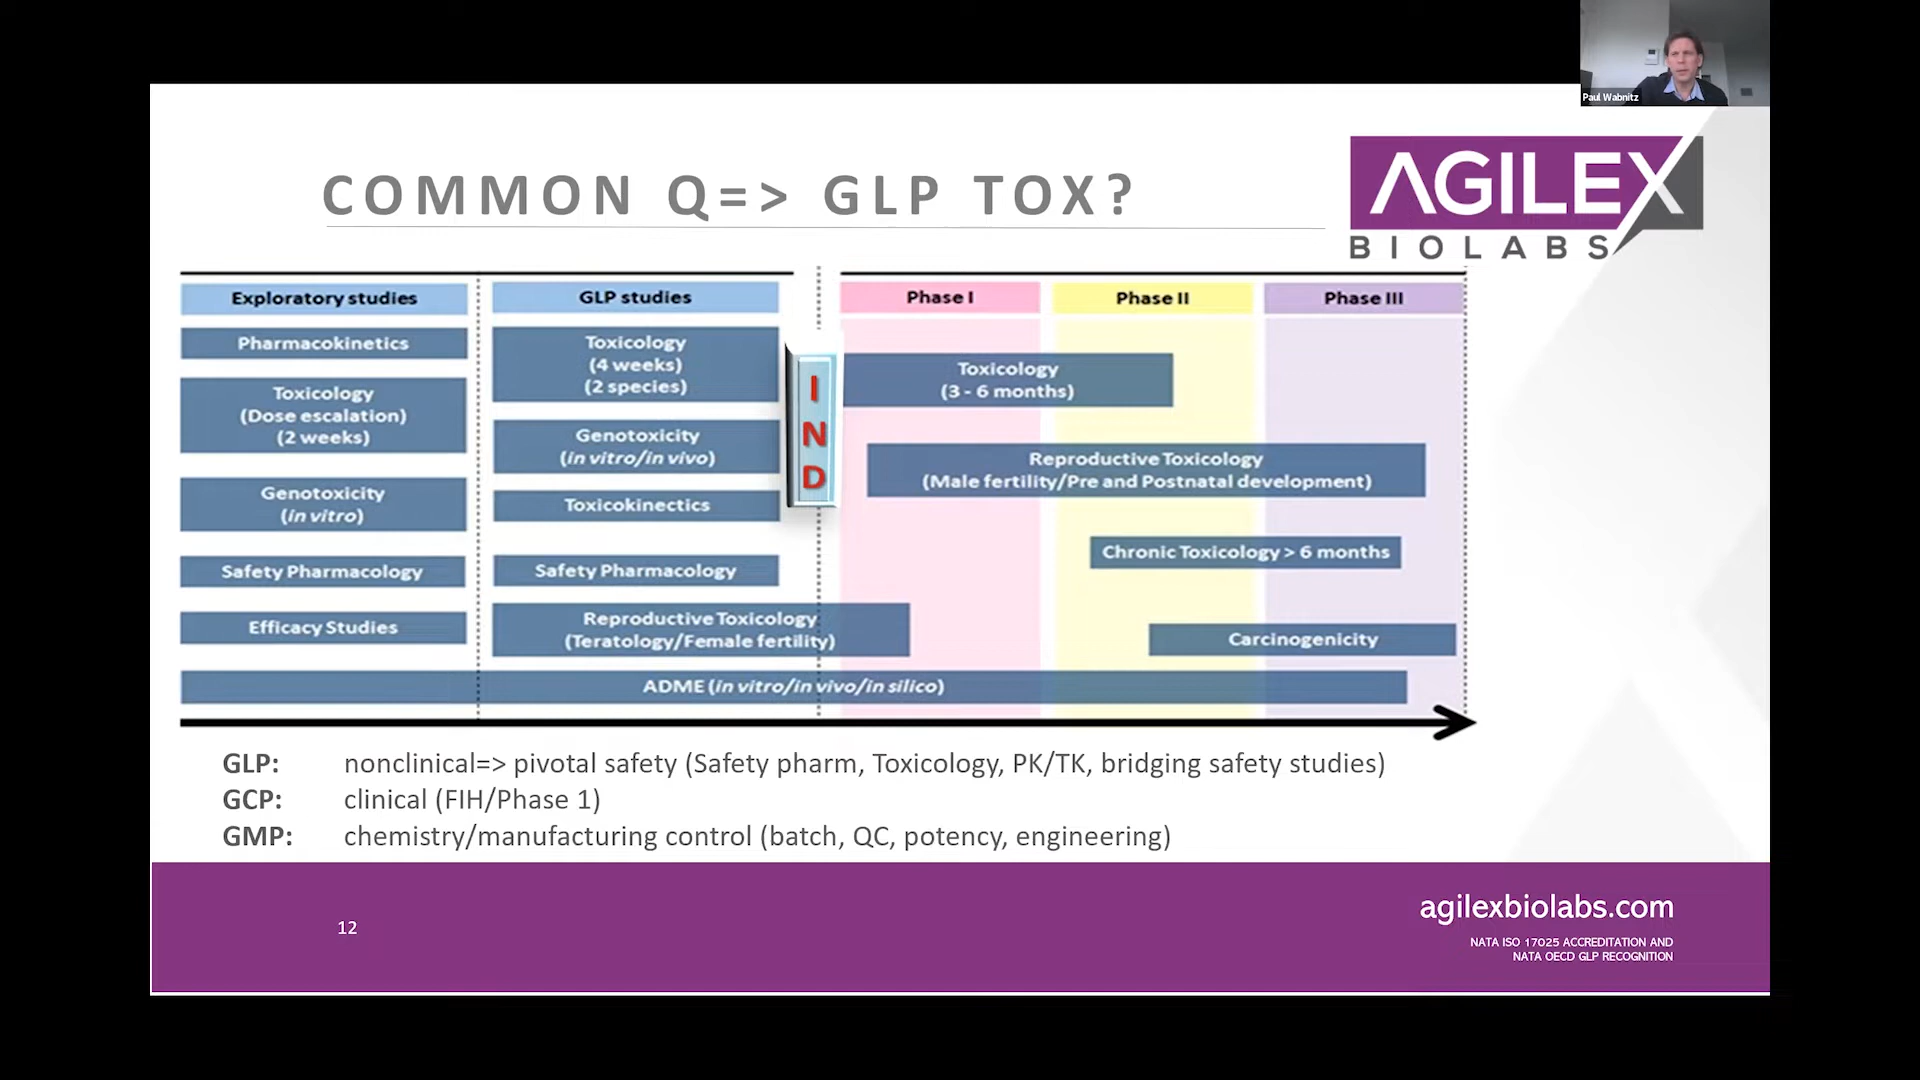 Paul Wabnitz
COMMON Q=> GLP TOX?
AGILEX
BIOLABS
Exploratory studies
Pharmacokinetics
Toxicology
(Dose escalation)
(2 weeks)
Genotoxicity
(in vitro)
Safety Pharmacology
Efficacy Studies
GLP studies
Toxicology
(4 weeks)
(2 species)
Genotoxicity
(in vitro/in vivo)
Toxicokinectics
Safety Pharmacology
Reproductive Toxicology
(Teratology/Female fertility)
I
N
D
Phase I
Phase II
Phase III
Toxicology
(3 - 6 months)
Reproductive Toxicology
(Male fertility/Pre and Postnatal development)
Chronic Toxicology > 6 months
Carcinogenicity
ADME (in vitro/in vivo/in silico)
GLP: nonclinical=> pivotal safety (Safety pharm, Toxicology, PK/TK, bridging safety studies)
GCP: clinical (FIH/Phase 1)
GMP: chemistry/manufacturing control (batch, QC, potency, engineering)
12
agilexbiolabs.com
NATA ISO 17025 ACCREDITATION AND
NATA OECD GLP RECOGNITION